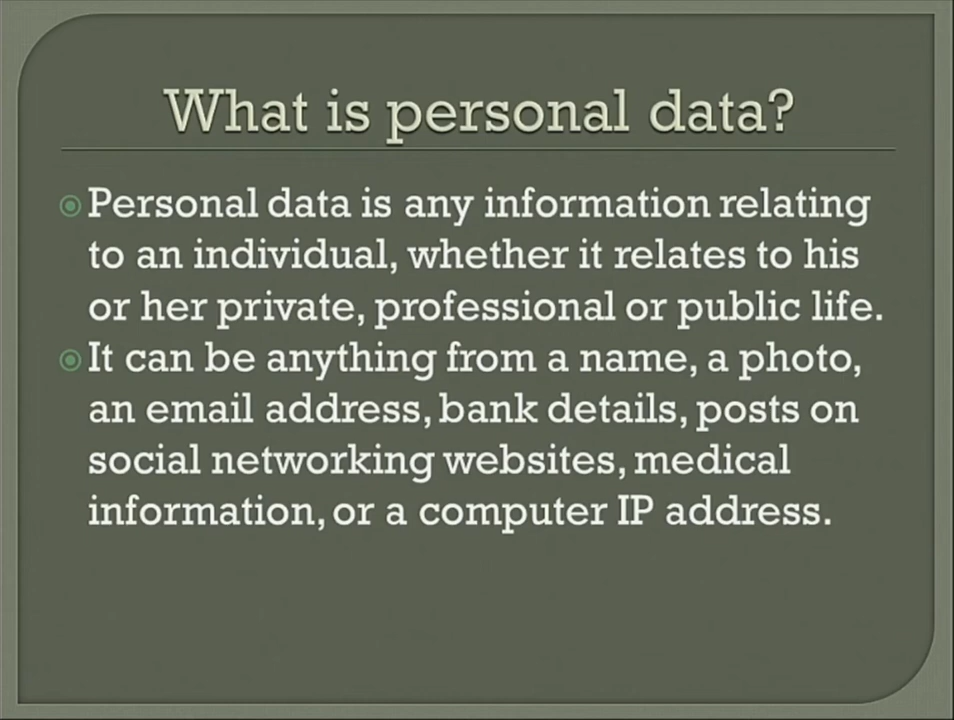 What is personal data?
Personal data is any information relating
to an individual, whether it relates to his
or her private, professional or public life.
It can be anything from a name, a photo,
an email address, bank details, posts on
social networking websites, medical
information, or a computer IP address.